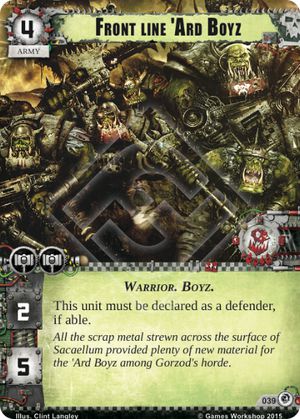 4
ARMY
FRONT LINE 'ARD BOYZ
WARRIOR. BOYZ.
2
This unit must be declared as a defender,
if able.
5
All the scrap metal strewn across the surface of
Sacaellum provided plenty of new material for
the 'Ard Boyz among Gorzod's horde.
039
Illus. Clint Langley
© Games Workshop 2015